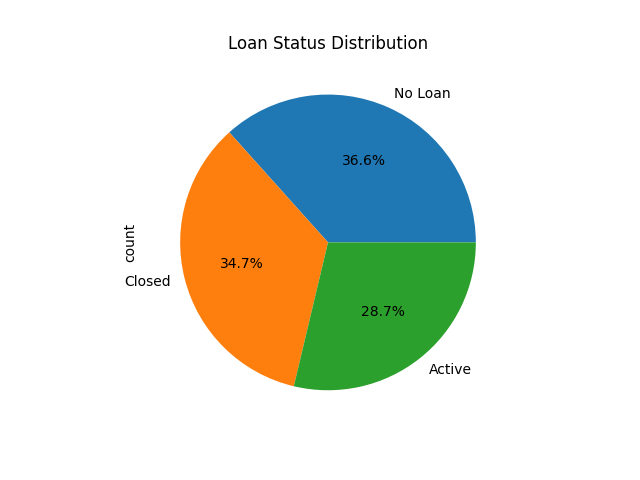 Loan Status Distribution
No Loan
36.6%
count
34.7%
Closed
28.7%
Active